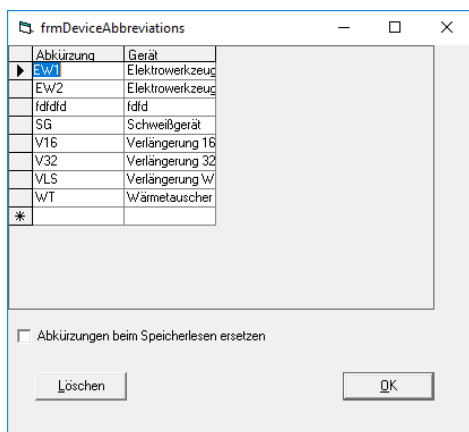 frmDeviceAbbreviations
Abkürzung Gerät
EW1 Elektrowerkzeug
EW2 Elektrowerkzeug
fdfdfd fdfd
SG Schweißgerät
V16 Verlängerung 16
V32 Verlängerung 32
VLS Verlängerung W
WT Wärmetauscher
Abkürzungen beim Speicherlesen ersetzen
Löschen OK